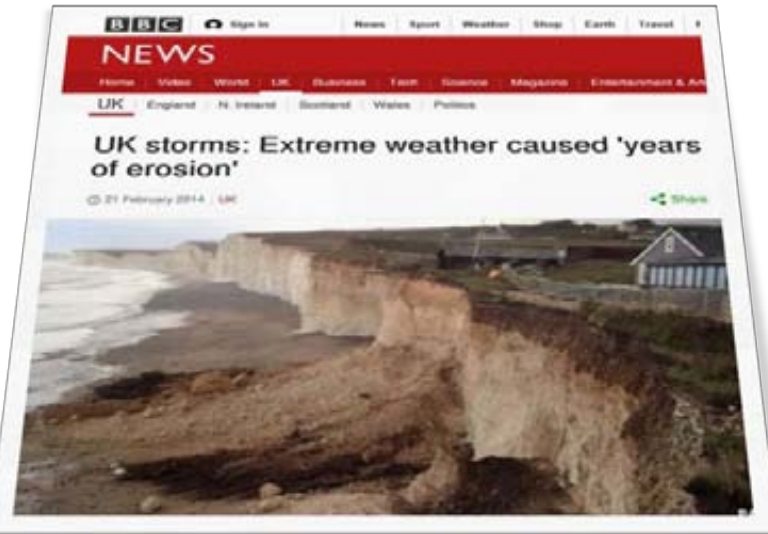 BBC Sign in News Sport Weather Shop Earth Travel
NEWS
Home Video World UK Business Tech Science Magazine Entertainment & Ar
UK England N. Ireland Scotland Wales Politics
UK storms: Extreme weather caused 'years
of erosion'
21 February 2014 UK Share